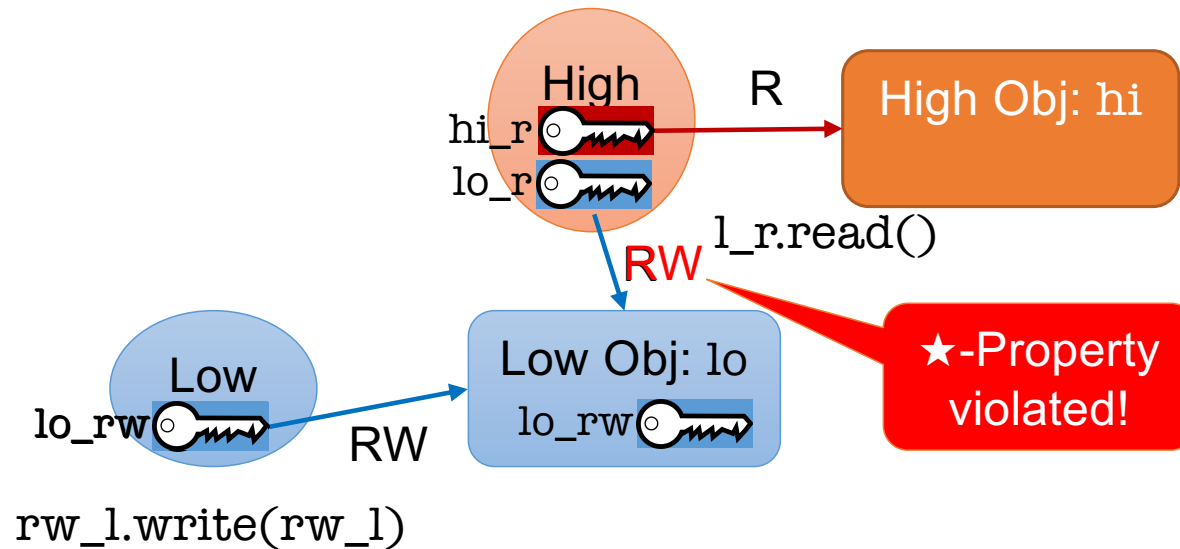 High
hi_r
lo_r
R
High Obj: hi
l_r.read()
RW
★-Property
violated!
Low
lo_rw
RW
Low Obj: lo
lo_rw
rw_l.write(rw_l)